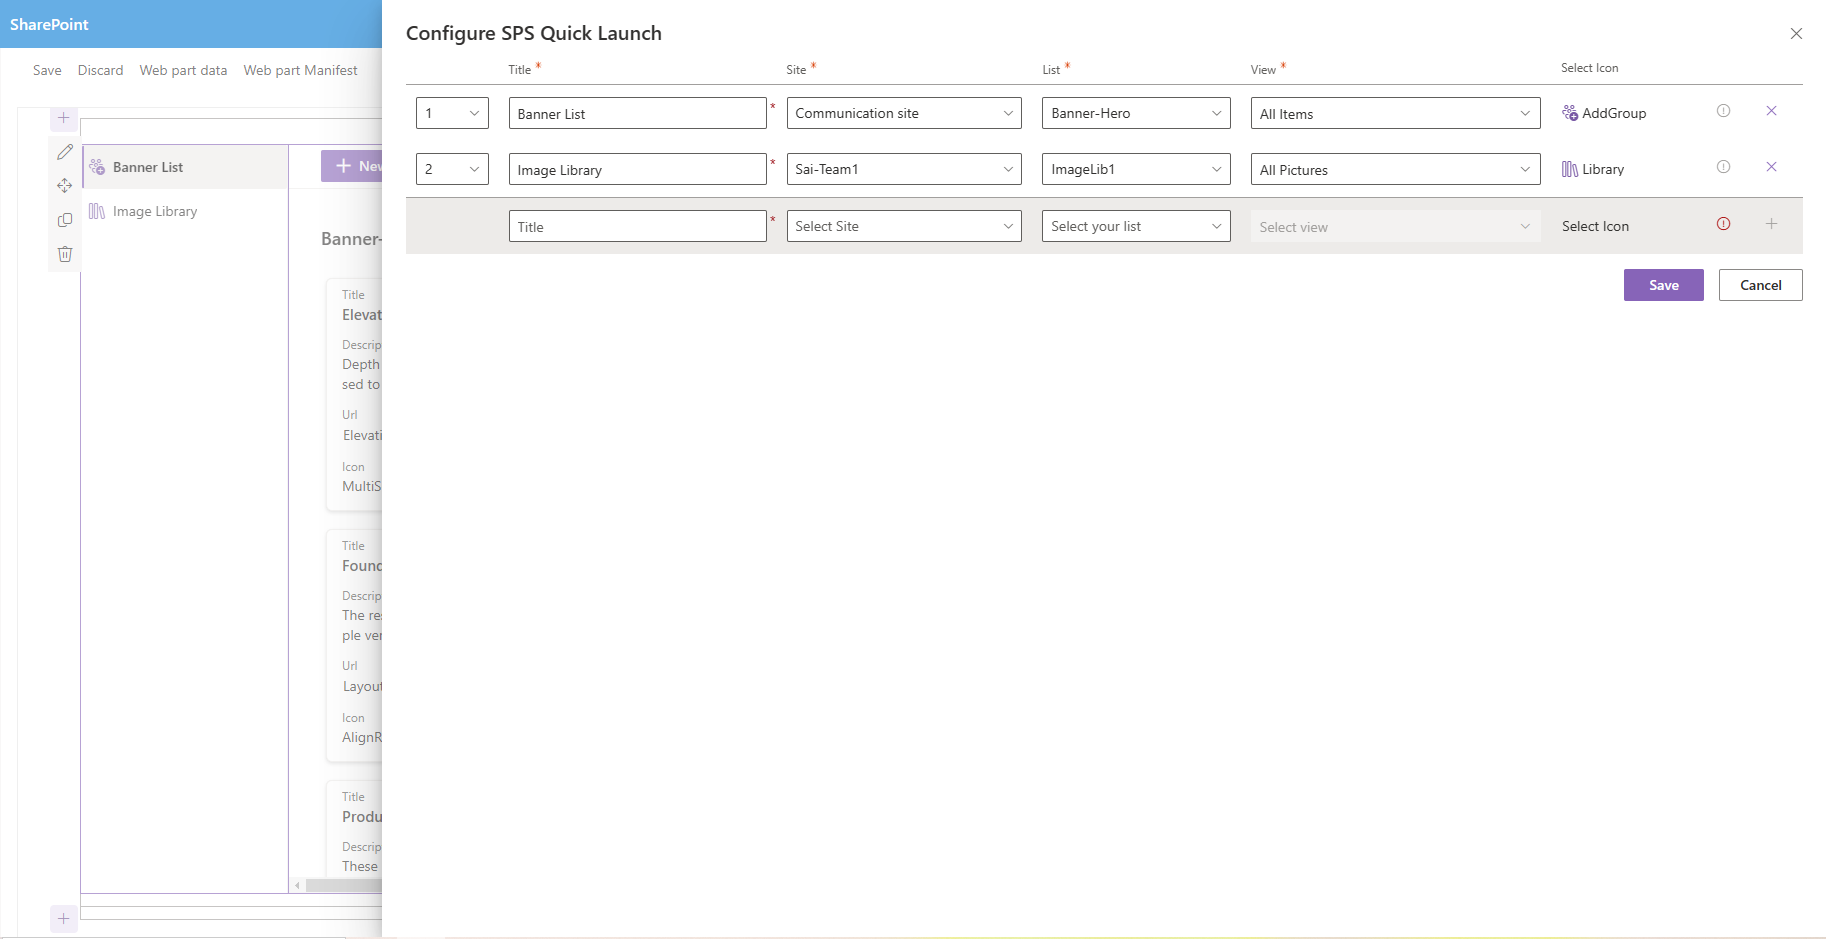 SharePoint
Save Discard Web part data Web part Manifest
Banner List
Image Library
New
Banner-
Title
Elevat
Descrip
Depth
sed to
Url
Elevati
Icon
MultiS
Title
Found
Descrip
The res
ple ver
Url
Layout
Icon
AlignR
Title
Produ
Descrip
These
Configure SPS Quick Launch
Title * Site * List * View * Select Icon
1 Banner List * Communication site Banner-Hero All Items AddGroup
2 Image Library * Sai-Team1 ImageLib1 All Pictures Library
Title * Select Site Select your list Select view Select Icon
Save Cancel